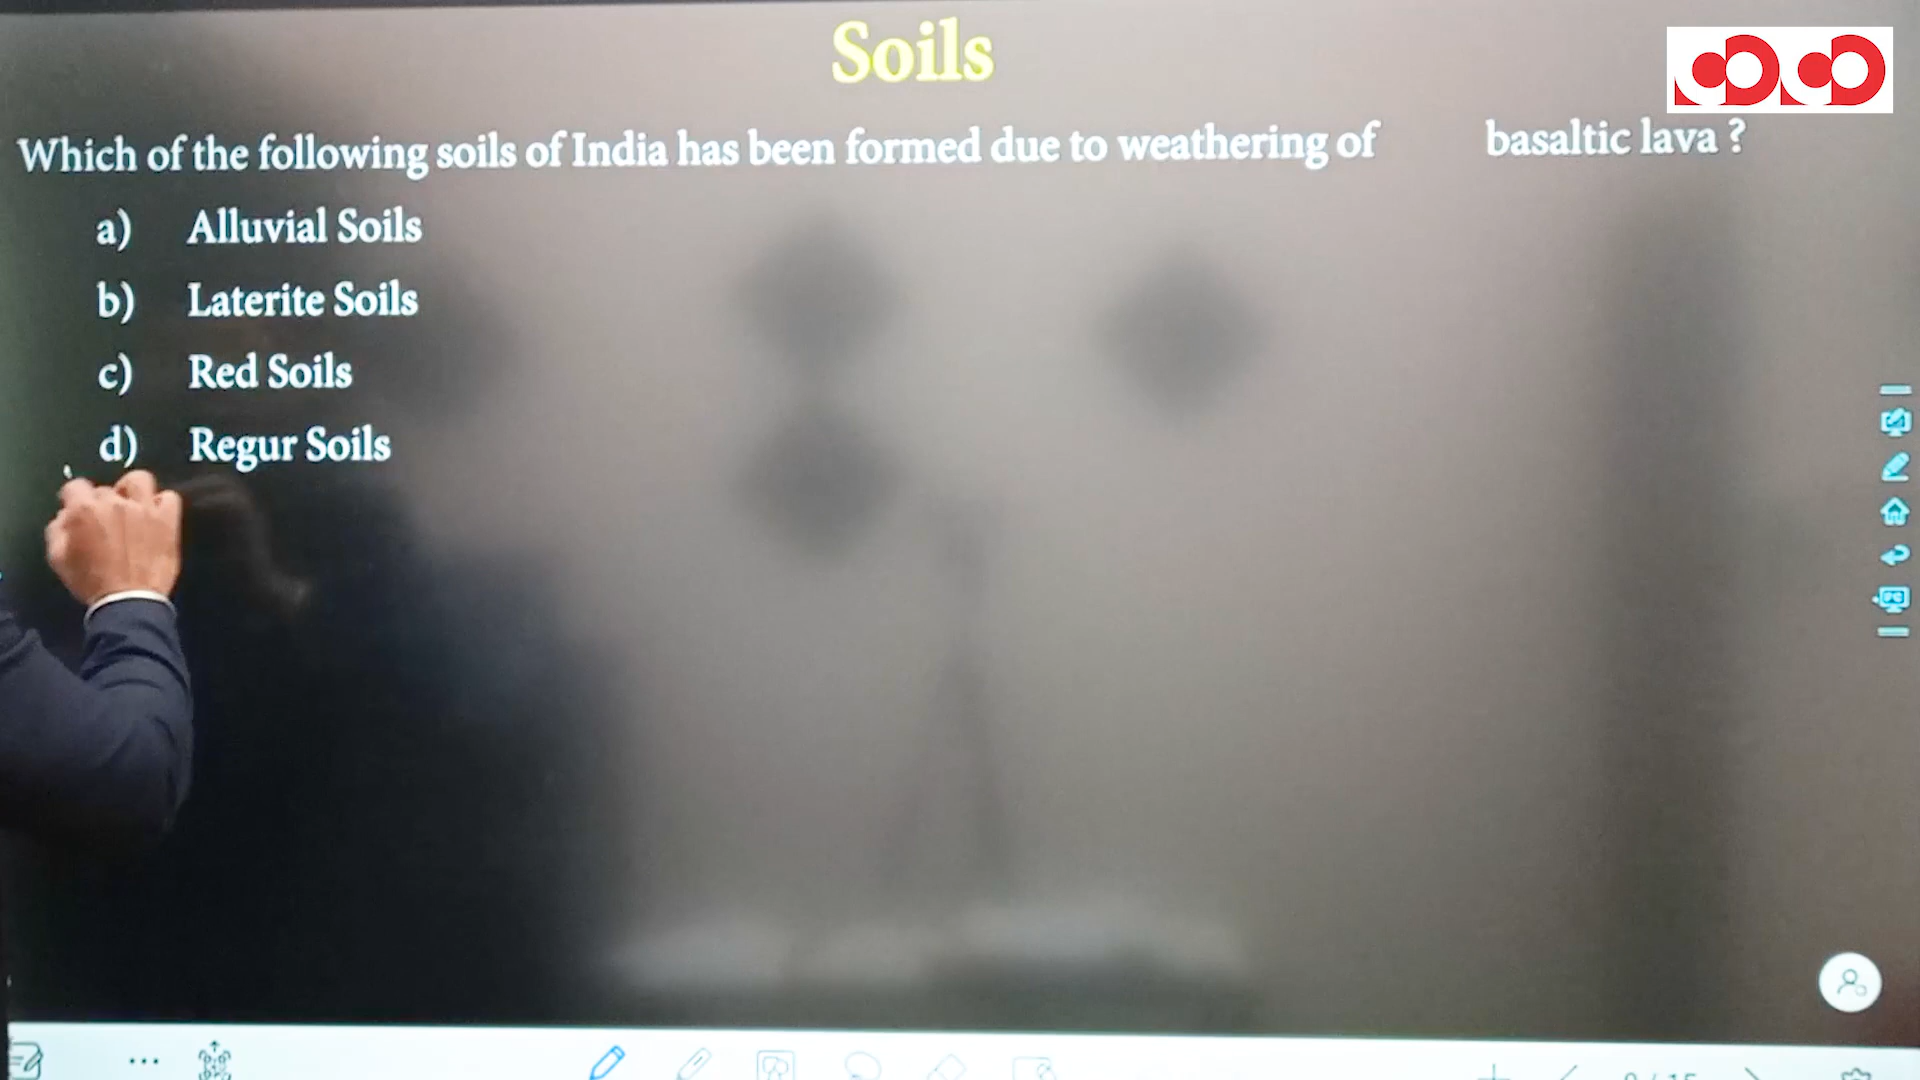 Soils
Which of the following soils of India has been formed due to weathering of basaltic lava ?
a) Alluvial Soils
b) Laterite Soils
c) Red Soils
d) Regur Soils